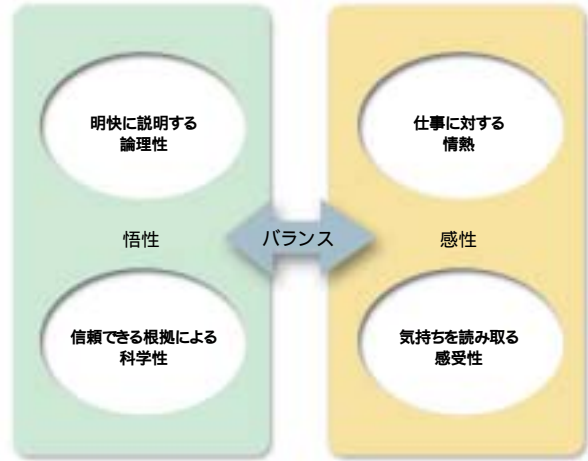 明快に説明する
論理性
悟性
信頼できる根拠による
科学性
バランス
仕事に対する
情熱
感性
気持ちを読み取る
感受性